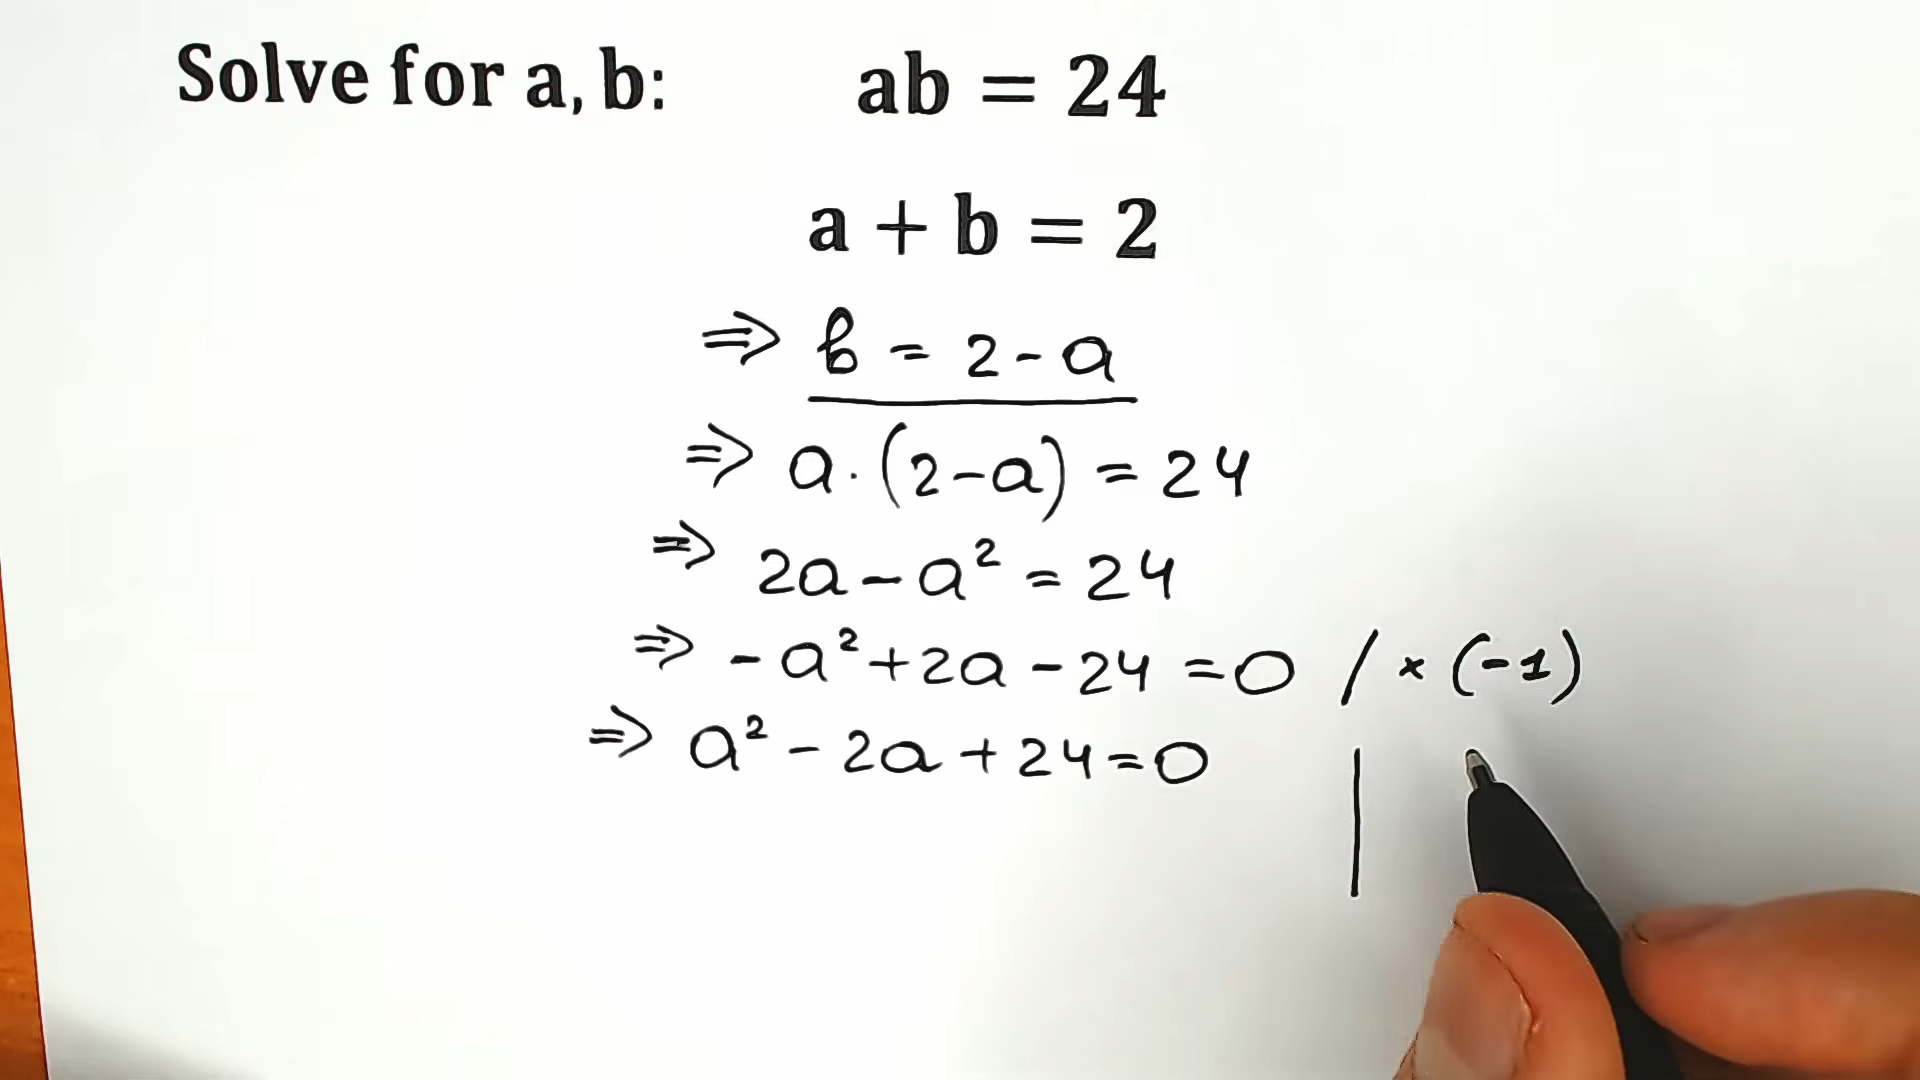 Solve for a, b: ab = 24
a + b = 2
⇒ b = 2 - a
⇒ a · (2-a) = 24
⇒ 2a - a² = 24
⇒ -a² + 2a - 24 = 0 / × (-1)
⇒ a² - 2a + 24 = 0 |